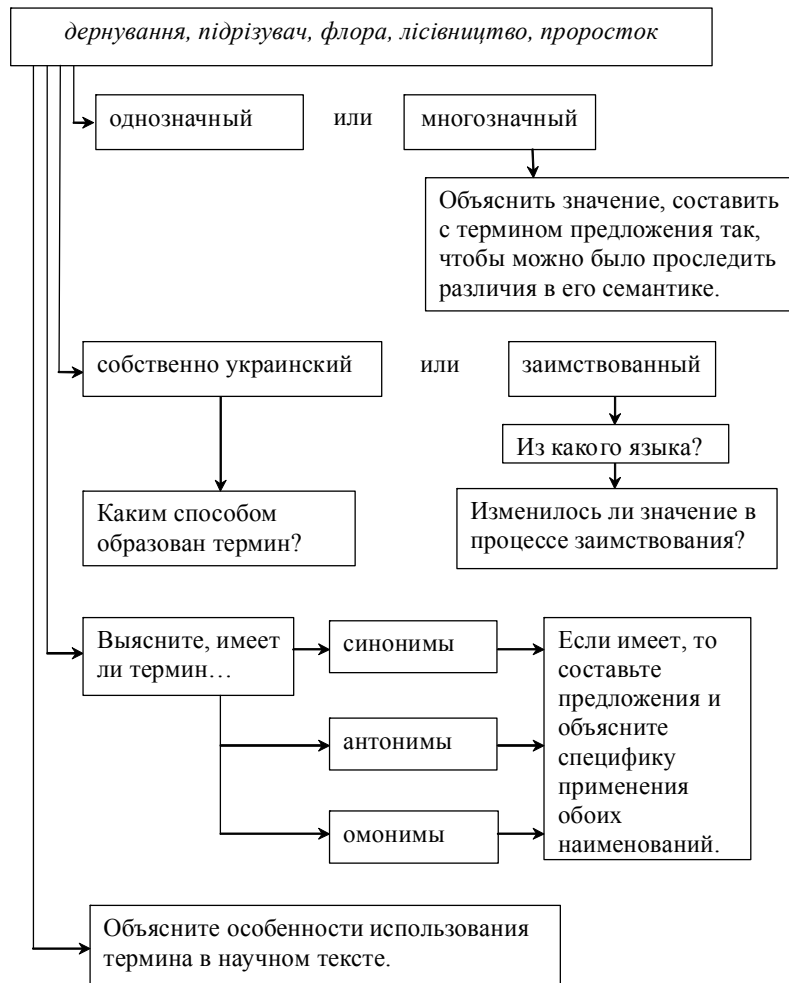 дернування, підрізувач, флора, лісівництво, проросток
однозначный или многозначный
Объяснить значение, составить
с термином предложения так,
чтобы можно было проследить
различия в его семантике.
собственно украинский или заимствованный
Из какого языка?
Каким способом
образован термин?
Изменилось ли значение в
процессе заимствования?
Выясните, имеет
ли термин…
синонимы
антонимы
омонимы
Если имеет, то
составьте
предложения и
объясните
специфику
применения
обоих
наименований.
Объясните особенности использования
термина в научном тексте.